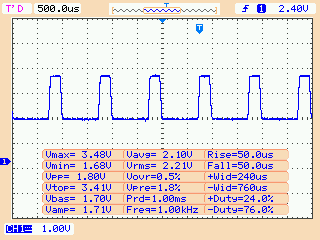 T'D 500.0us T 1 2.40V
T
1
Vmax= 3.48V Vavg= 2.10V Rise=50.0us
Vmin= 1.68V Vrms= 2.21V Fall=50.0us
Vpp= 1.80V Vovr=0.5% +Wid=240us
Vtop= 3.41V Vpre=1.8% -Wid=760us
Vbas= 1.70V Prd=1.00ms +Duty=24.0%
Vamp= 1.71V Freq=1.00kHz -Duty=76.0%
CH1 1.00V